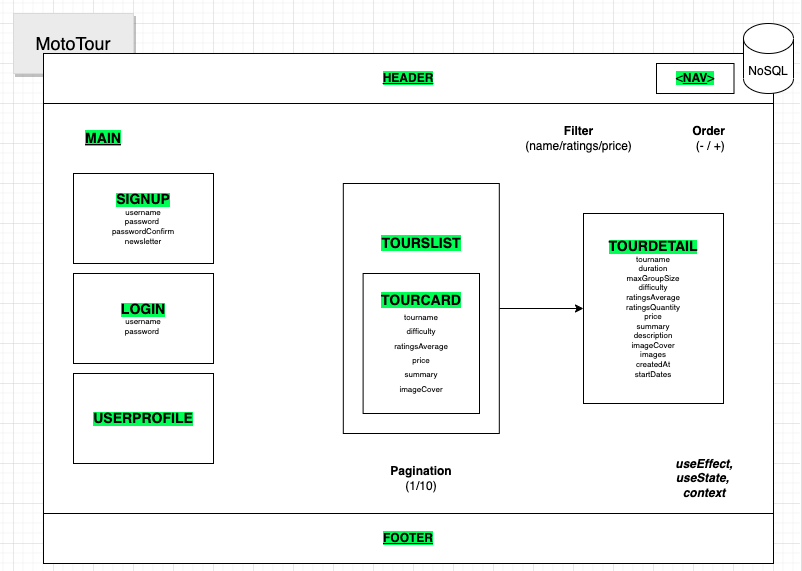 MotoTour
HEADER
<NAV>
NoSQL
MAIN
Filter
(name/ratings/price)
Order
(- / +)
SIGNUP
username
password
passwordConfirm
newsletter
LOGIN
username
password
USERPROFILE
TOURSLIST
TOURCARD
tourname
difficulty
ratingsAverage
price
summary
imageCover
TOURDETAIL
tourname
duration
maxGroupSize
difficulty
ratingsAverage
ratingsQuantity
price
summary
description
imageCover
images
createdAt
startDates
Pagination
(1/10)
useEffect,
useState,
context
FOOTER